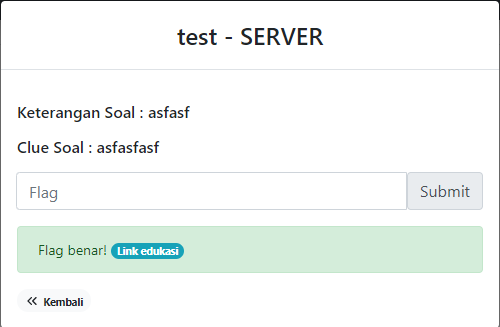 test - SERVER
Keterangan Soal : asfasf
Clue Soal : asfasfasf
Flag Submit
Flag benar! Link edukasi
« Kembali